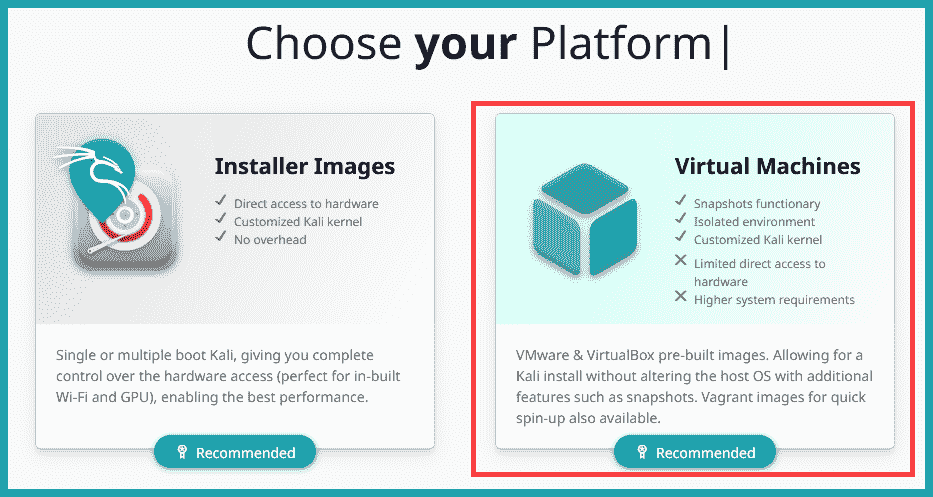 Choose your Platform|
Installer Images
Direct access to hardware
Customized Kali kernel
No overhead
Single or multiple boot Kali, giving you complete
control over the hardware access (perfect for in-built
Wi-Fi and GPU), enabling the best performance.
Recommended
Virtual Machines
Snapshots functionary
Isolated environment
Customized Kali kernel
Limited direct access to
hardware
Higher system requirements
VMware & VirtualBox pre-built images. Allowing for a
Kali install without altering the host OS with additional
features such as snapshots. Vagrant images for quick
spin-up also available.
Recommended